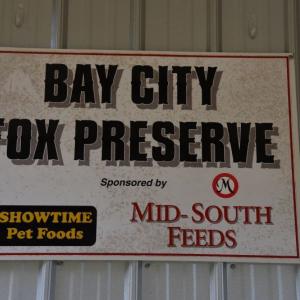 BAY CITY
FOX PRESERVE
Sponsored by
M
SHOWTIME
Pet Foods
MID-SOUTH
FEEDS